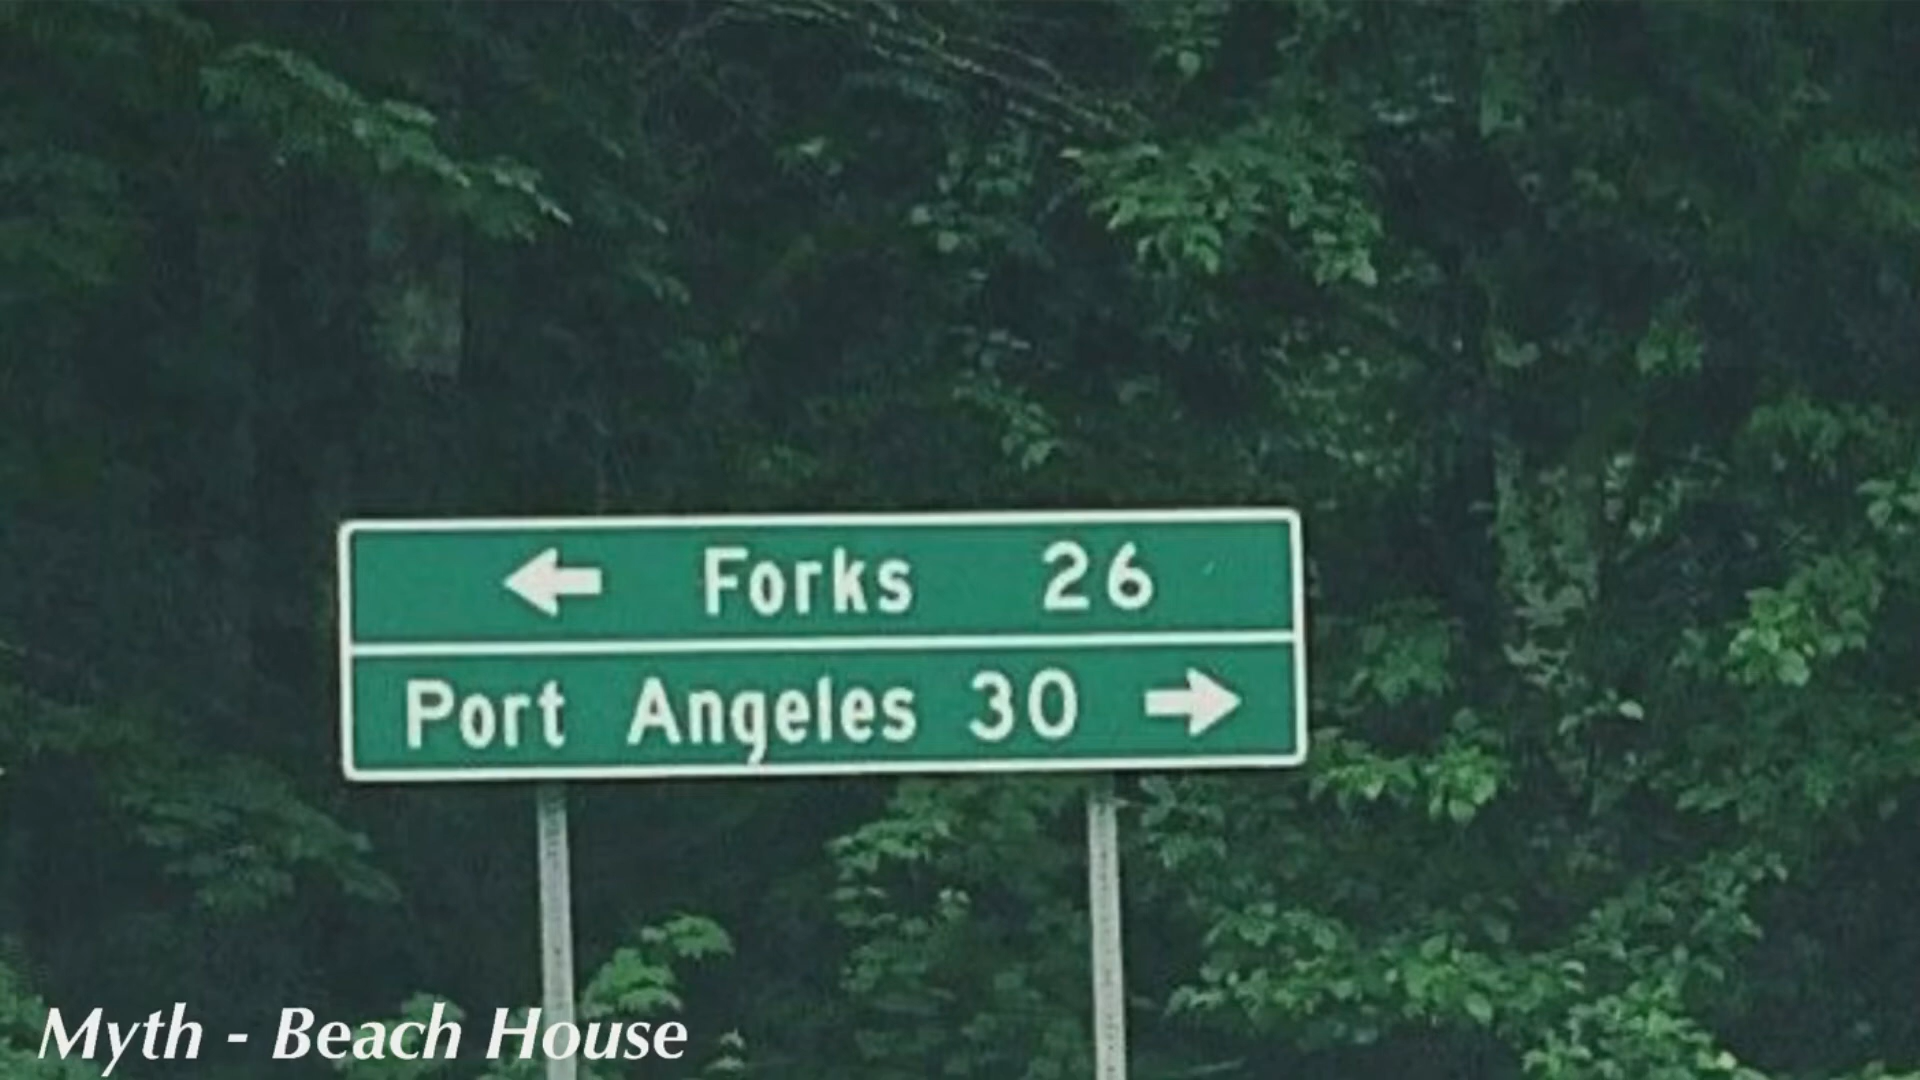 ← Forks 26
Port Angeles 30 →
Myth - Beach House